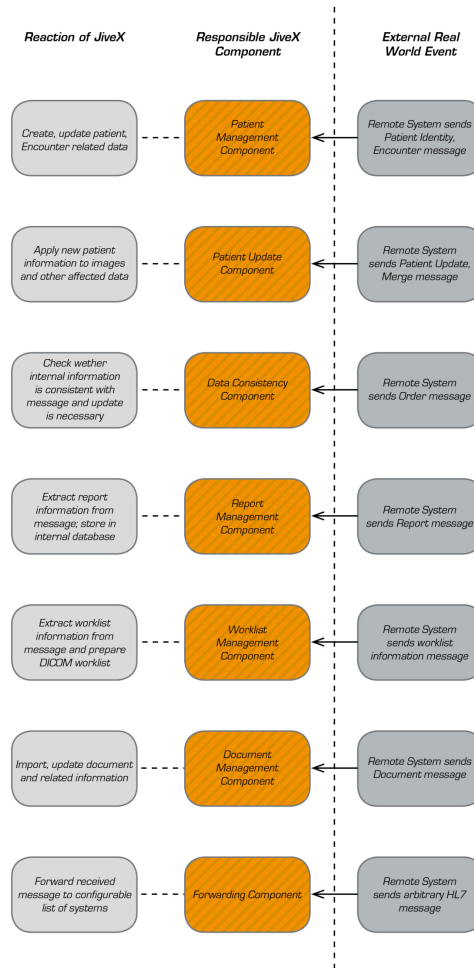 Reaction of JiveX
Responsible JiveX
Component
External Real
World Event
Create, update patient,
Encounter related data
Patient
Management
Component
Remote System sends
Patient Identity,
Encounter message
Apply new patient
information to images
and other affected data
Patient Update
Component
Remote System
sends Patient Update,
Merge message
Check wether
internal information
is consistent with
message and update
is necessary
Data Consistency
Component
Remote System
sends Order message
Extract report
information from
message; store in
internal database
Report
Management
Component
Remote System
sends Report message
Extract worklist
information from
message and prepare
DICOM worklist
Worklist
Management
Component
Remote System
sends worklist
information message
Import, update document
and related information
Document
Management
Component
Remote System sends
Document message
Forward received
message to configurable
list of systems
Forwarding Component
Remote System
sends arbitrary HL7
message